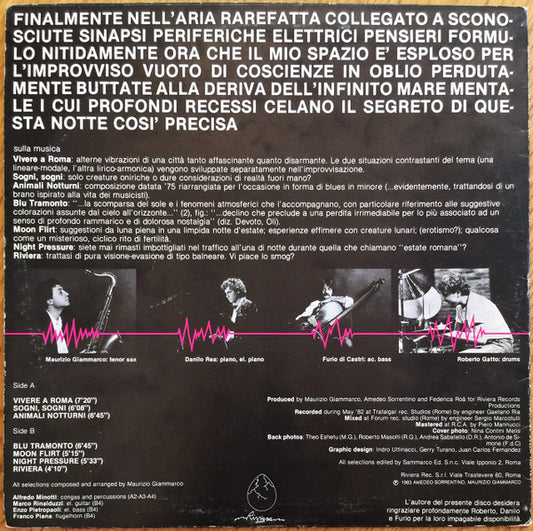 FINALMENTE NELL'ARIA RAREFATTA COLLEGATO A SCONO-
SCIUTE SINAPSI PERIFERICHE ELETTRICI PENSIERI FORMU-
LO NITIDAMENTE ORA CHE IL MIO SPAZIO E' ESPLOSO PER
L'IMPROVVISO VUOTO DI COSCIENZE IN OBLIO PERDUTA-
MENTE BUTTATE ALLA DERIVA DELL'INFINITO MARE MENTA-
LE I CUI PROFONDI RECESSI CELANO IL SEGRETO DI QUE-
STA NOTTE COSI' PRECISA
sulla musica
Vivere a Roma: alterne vibrazioni di una città tanto affascinante quanto disarmante. Le due situazioni contrastanti del tema (una
lineare-modale, l'altra lirico-armonica) vengono sviluppate separatamente nell'improvvisazione.
Sogni, sogni: solo creature oniriche o dure considerazioni di realtà fuori mano?
Animali Notturni: composizione datata '75 riarrangiata per l'occasione in forma di blues in minore (...evidentemente, trattandosi di un
brano ispirato alla vita dei musicisti).
Blu Tramonto: "...la scomparsa del sole e i fenomeni atmosferici che l'accompagnano, con particolare riferimento alle suggestive
colorazioni assunte dal cielo all'orizzonte..." (2), fig.: "...declino che preclude a una perdita irrimediabile per lo più associato ad un
senso di profondo rammarico e di dolorosa nostalgia" (diz. Devoto, Oli).
Moon Flirt: suggestioni da luna piena in una limpida notte d'estate; esperienze effimere con creature lunari; (erotismo?); qualcosa
come un misterioso, ciclico rito di fertilità.
Night Pressure: siete mai rimasti imbottigliati nel traffico all'una di notte durante quella che chiamano "estate romana"?
Riviera: trattasi di pura visione-evasione di tipo balneare. Vi piace lo smog?
Maurizio Giammarco: tenor sax
Danilo Rea: piano, el. piano
Furio di Castri: ac. bass
Roberto Gatto: drums
Side A
VIVERE A ROMA (7'20")
SOGNI, SOGNI (6'08")
ANIMALI NOTTURNI (6'45")
Side B
BLU TRAMONTO (6'45")
MOON FLIRT (5'15")
NIGHT PRESSURE (5'33")
RIVIERA (4'10")
All selections composed and arranged by Maurizio Giammarco
Alfredo Minotti: congas and percussions (A2-A3-A4)
Marco Rinalduzzi: el. guitar (B4)
Enzo Pietropaoli: el. bass (B4)
Franco Piana: flugelhorn (B4)
Produced by Maurizio Giammarco, Amedeo Sorrentino and Federica Roà for Riviera Records
Productions
Recorded during May '82 at Trafalgar rec. Studios (Rome) by engineer Gaetano Ria
Mixed at Forum rec. studio (Rome) by engineer Sergio Marcotulli
Mastered at R.C.A. by Piero Mannucci
Cover photo: Nina Contini Melis
Back photos: Theo Eshetu (M.G.), Roberto Masotti (R.G.), Andrea Sabatello (D.R.), Antonio de Si-
mone (F.d.C)
Graphic design: Indro Uttinacci, Gerry Turano, Juan Carlos Fernandez
All selections edited by Sammarco Ed. S.n.c. Viale Ipponio 2, Roma
Riviera Rec. S.r.l. Viale Trastevere 60, Roma
© 1983 AMEDEO SORRENTINO, MAURIZIO GIAMMARCO
L'autore del presente disco desidera
ringraziare profondamente Roberto, Danilo
e Furio per la loro impagabile disponibilità.